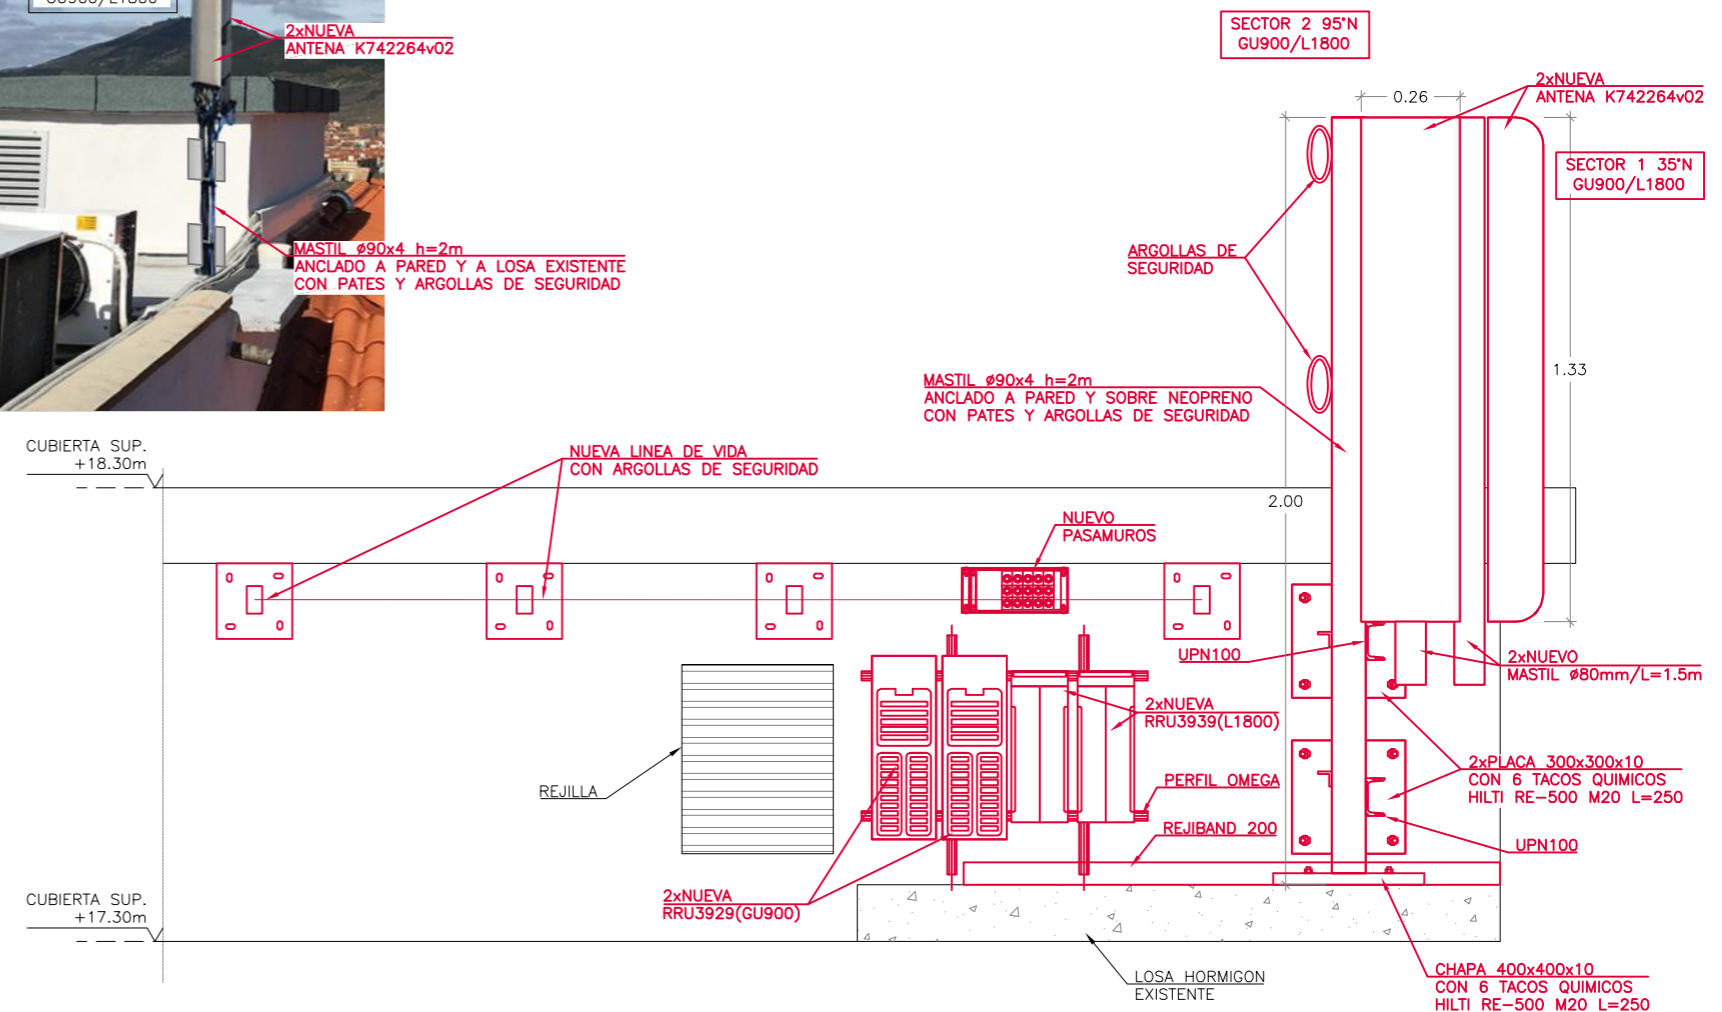 GU900/L1800
2xNUEVA
ANTENA K742264v02
MASTIL ø90x4 h=2m
ANCLADO A PARED Y A LOSA EXISTENTE
CON PATES Y ARGOLLAS DE SEGURIDAD
SECTOR 2 95°N
GU900/L1800
0.26
2xNUEVA
ANTENA K742264v02
SECTOR 1 35°N
GU900/L1800
ARGOLLAS DE
SEGURIDAD
1.33
MASTIL ø90x4 h=2m
ANCLADO A PARED Y SOBRE NEOPRENO
CON PATES Y ARGOLLAS DE SEGURIDAD
CUBIERTA SUP.
+18.30m
NUEVA LINEA DE VIDA
CON ARGOLLAS DE SEGURIDAD
2.00
NUEVO
PASAMUROS
UPN100
2xNUEVO
MASTIL ø80mm/L=1.5m
2xNUEVA
RRU3939(L1800)
REJILLA
PERFIL OMEGA
2xPLACA 300x300x10
CON 6 TACOS QUIMICOS
HILTI RE-500 M20 L=250
REJIBAND 200
UPN100
2xNUEVA
RRU3929(GU900)
CUBIERTA SUP.
+17.30m
LOSA HORMIGON
EXISTENTE
CHAPA 400x400x10
CON 6 TACOS QUIMICOS
HILTI RE-500 M20 L=250